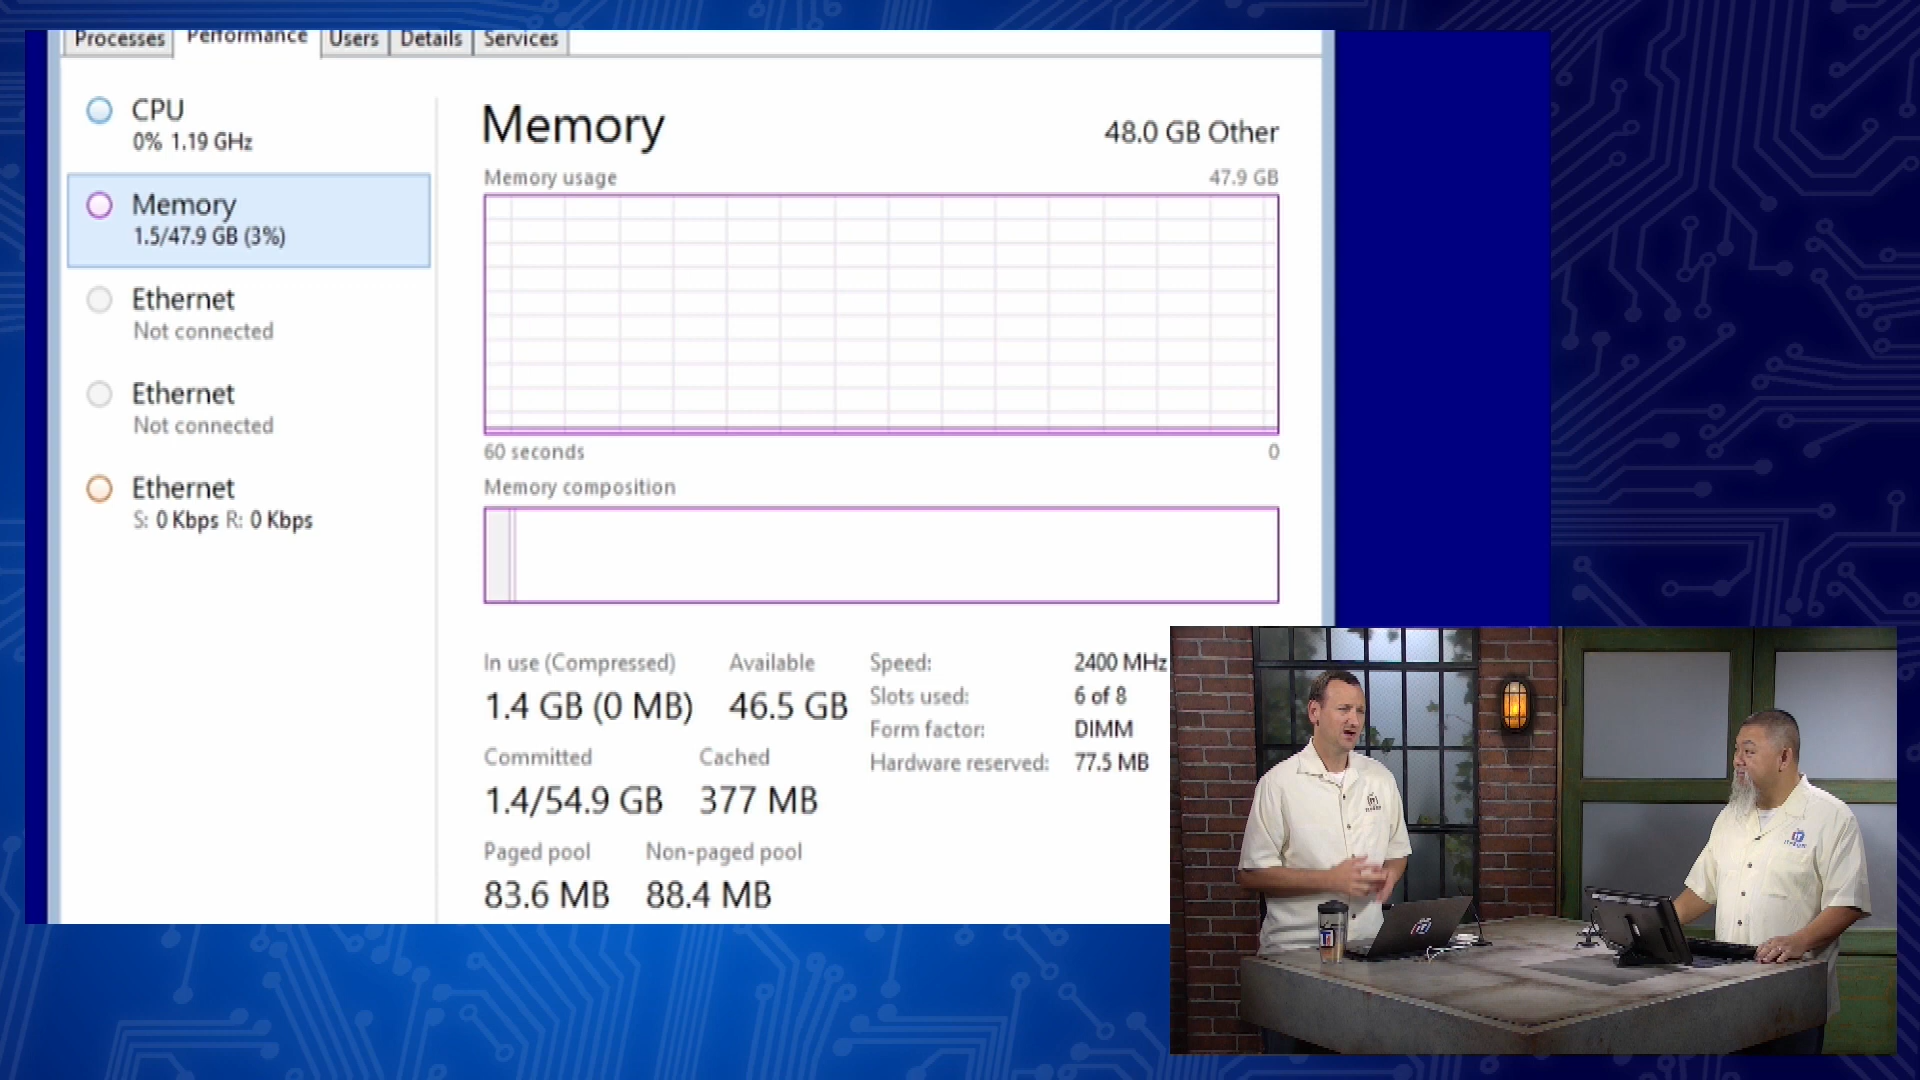 Processes Performance Users Details Services
CPU
0% 1.19 GHz
Memory
1.5/47.9 GB (3%)
Ethernet
Not connected
Ethernet
Not connected
Ethernet
S: 0 Kbps R: 0 Kbps
Memory 48.0 GB Other
Memory usage 47.9 GB
60 seconds 0
Memory composition
In use (Compressed) Available
1.4 GB (0 MB) 46.5 GB
Committed Cached
1.4/54.9 GB 377 MB
Paged pool Non-paged pool
83.6 MB 88.4 MB
Speed: 2400 MHz
Slots used: 6 of 8
Form factor: DIMM
Hardware reserved: 77.5 MB